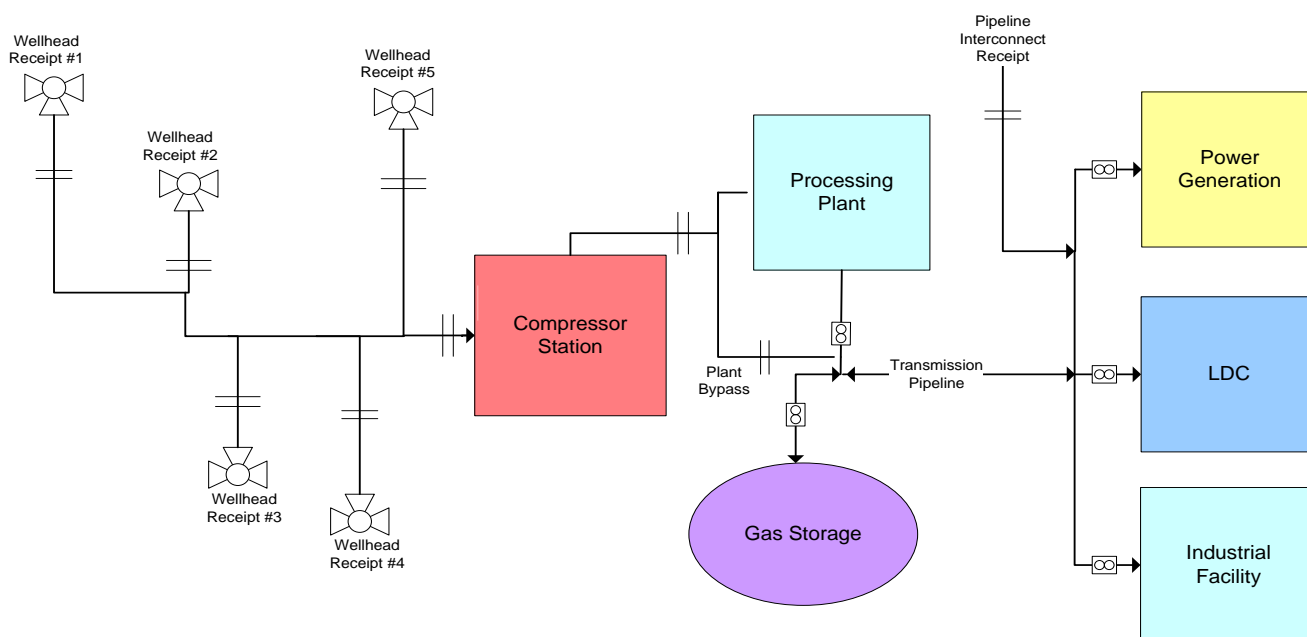 Wellhead
Receipt #1
Wellhead
Receipt #2
Wellhead
Receipt #5
Pipeline
Interconnect
Receipt
Power
Generation
Processing
Plant
Compressor
Station
Plant
Bypass
Transmission
Pipeline
LDC
Wellhead
Receipt #3
Wellhead
Receipt #4
Gas Storage
Industrial
Facility